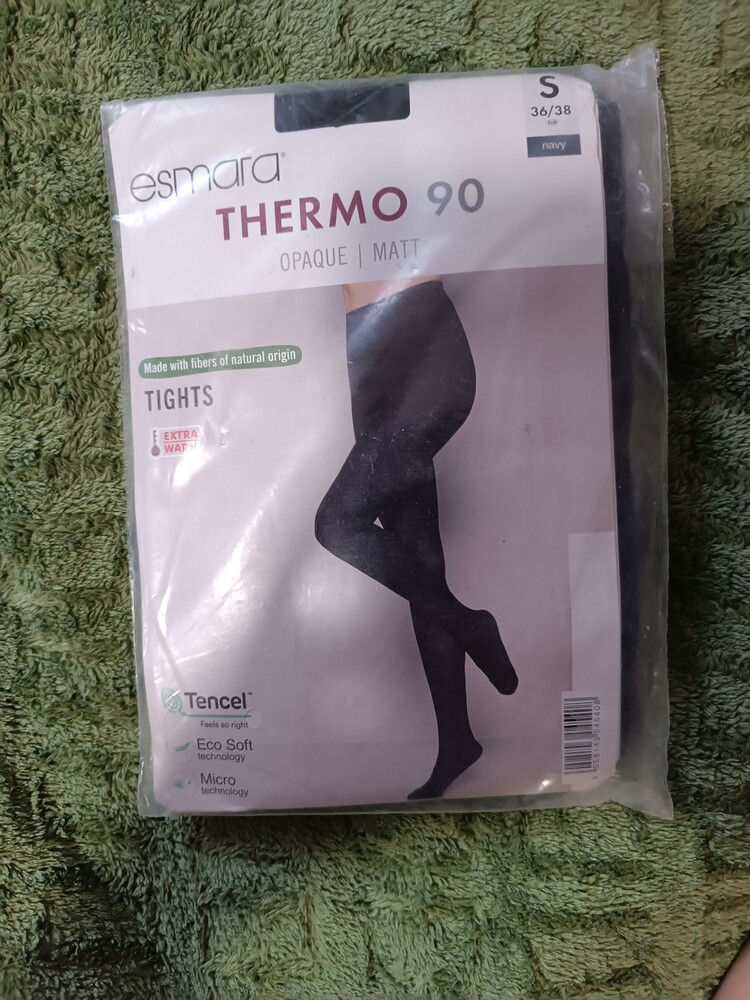 S
36/38
EUR
navy
esmara®
THERMO 90
OPAQUE | MATT
Made with fibers of natural origin
TIGHTS
EXTRA
WARM
Tencel™
Feels so right
Eco Soft
technology
Micro
technology